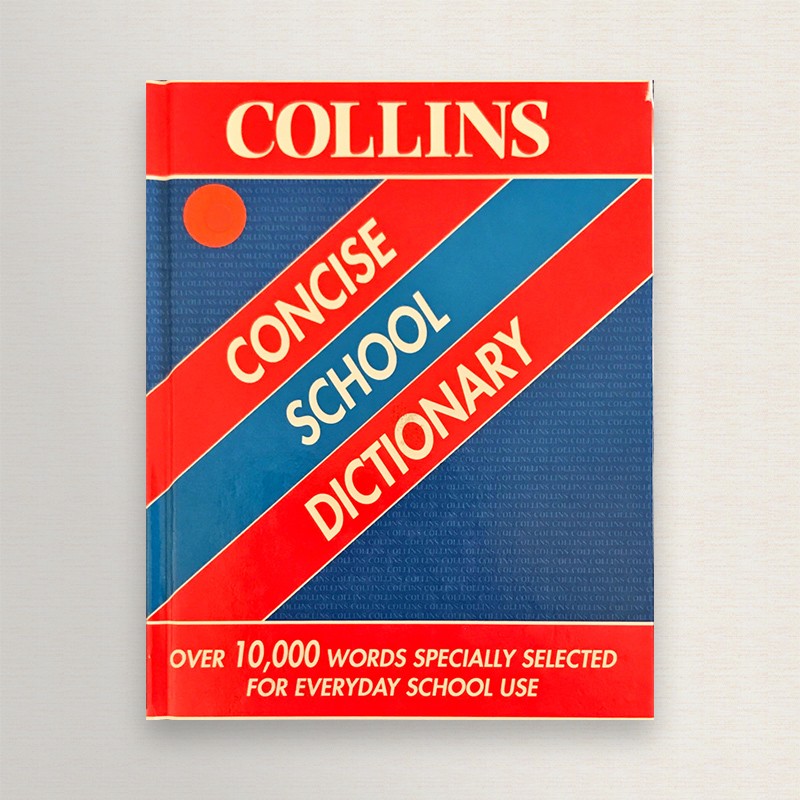 COLLINS
CONCISE
SCHOOL
DICTIONARY
OVER 10,000 WORDS SPECIALLY SELECTED
FOR EVERYDAY SCHOOL USE